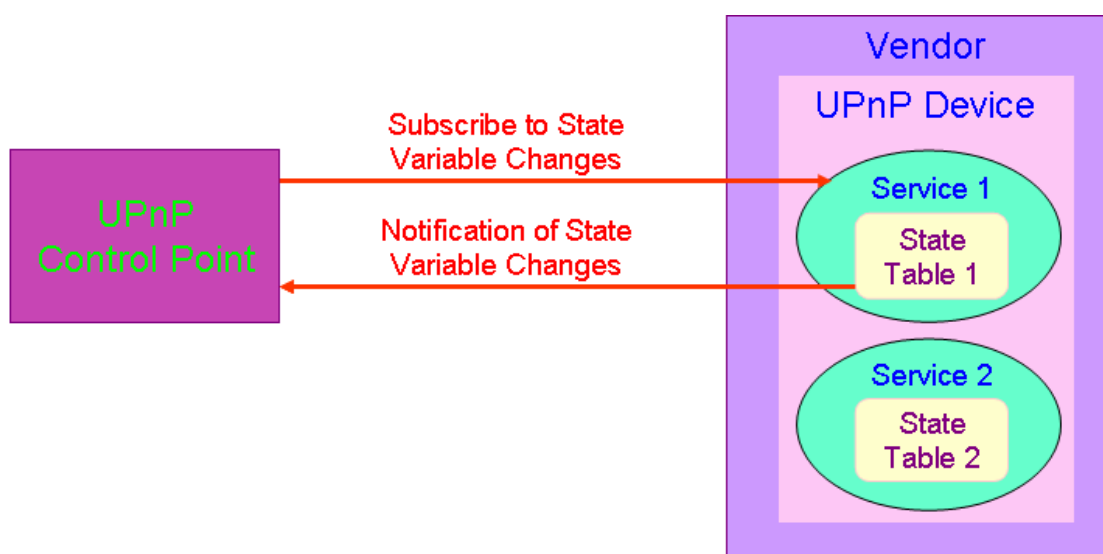 Vendor
UPnP Device
Subscribe to State
Variable Changes
Service 1
UPnP
Control Point
State
Table 1
Notification of State
Variable Changes
Service 2
State
Table 2